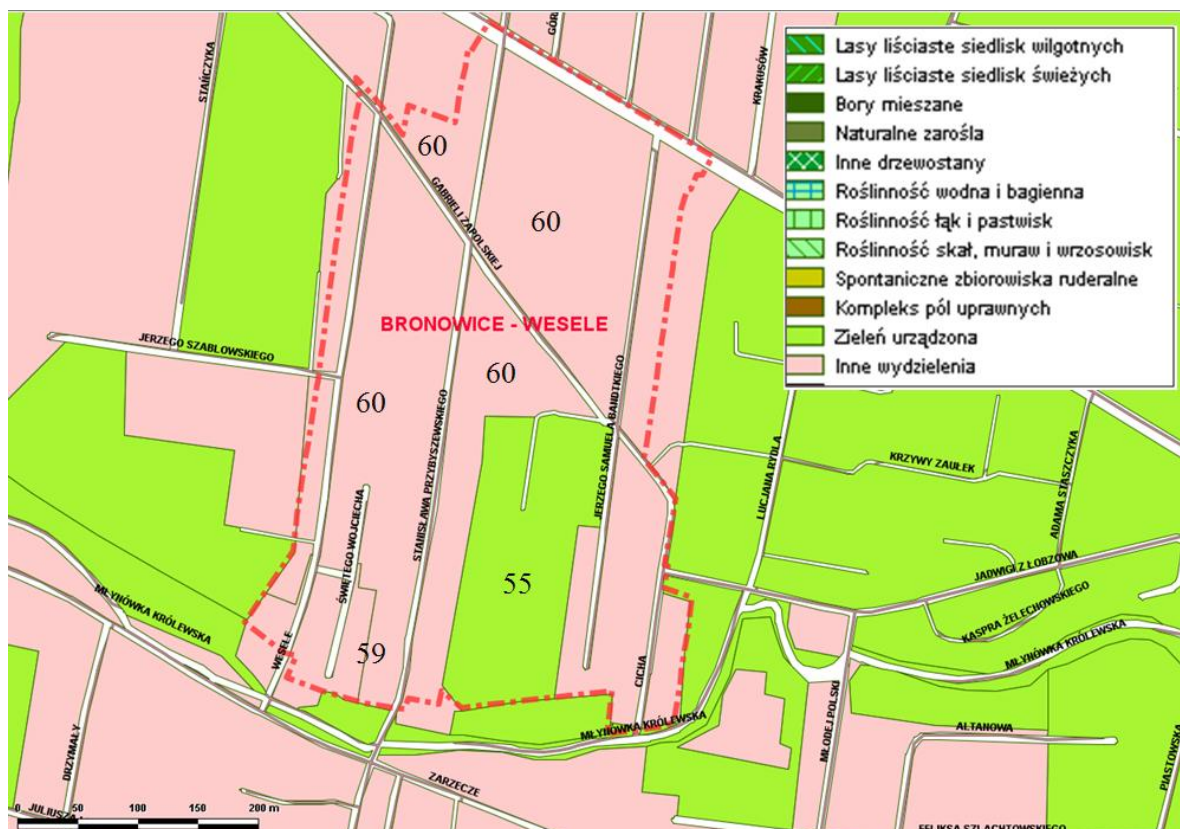 STAŃCZYKA
GÓR
KRAKUSÓW
Lasy liściaste siedlisk wilgotnych
Lasy liściaste siedlisk świeżych
Bory mieszane
Naturalne zarośla
Inne drzewostany
Roślinność wodna i bagienna
Roślinność łąk i pastwisk
Roślinność skał, muraw i wrzosowisk
Spontaniczne zbiorowiska ruderalne
Kompleks pól uprawnych
Zieleń urządzona
Inne wydzielenia
60
GABRIELI ZAPOLSKIEJ
60
BRONOWICE - WESELE
JERZEGO SZABLOWSKIEGO
60
60
STANISŁAWA PRZYBYSZEWSKIEGO
JERZEGO SAMUELA BANDTKIEGO
LUCJANA RYDLA
KRZYWY ZAUŁEK
ADAMA STASZCZYKA
ŚWIĘTEGO WOJCIECHA
55
JADWIGI Z ŁOBZOWA
KASPRA ŻELECHOWSKIEGO
MŁYNÓWKA KRÓLEWSKA
MŁYNÓWKA KRÓLEWSKA
WESELE
59
CICHA
MŁYNÓWKA KRÓLEWSKA
MŁODEJ POLSKI
ALTANOWA
PIASTOWSKA
DRZYMAŁY
ZARZECZE
0 50 100 150 200 m
JULIUSZA
FELIKSA SZLACHTOWSKIEGO